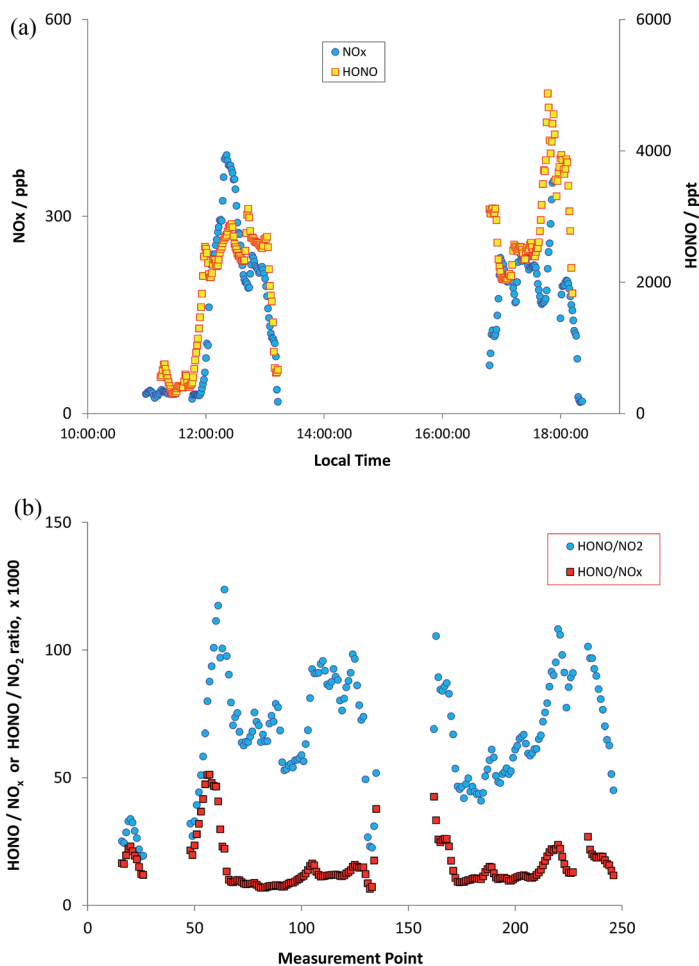 (a)
600
300
0
NOx / ppb
NOx
HONO
6000
4000
2000
0
HONO / ppt
10:00:00 12:00:00 14:00:00 16:00:00 18:00:00
Local Time
(b)
150
100
50
0
HONO / NOx or HONO / NO2 ratio, x 1000
HONO/NO2
HONO/NOx
0 50 100 150 200 250
Measurement Point